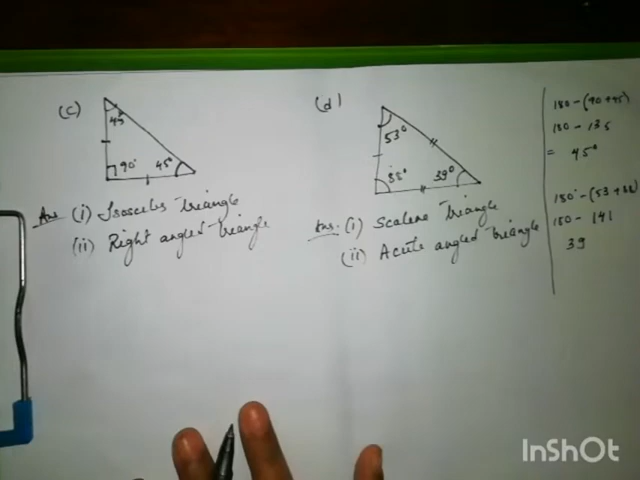 (c)
45°
90°
45°
Ans (i) Isosceles triangle
(ii) Right angled triangle
(d)
53°
88°
39°
Ans: (i) Scalene triangle
(ii) Acute angled triangle
180 - (90+45)
180 - 135
= 45°
180° - (53+88)
180 - 141
39
InShOt